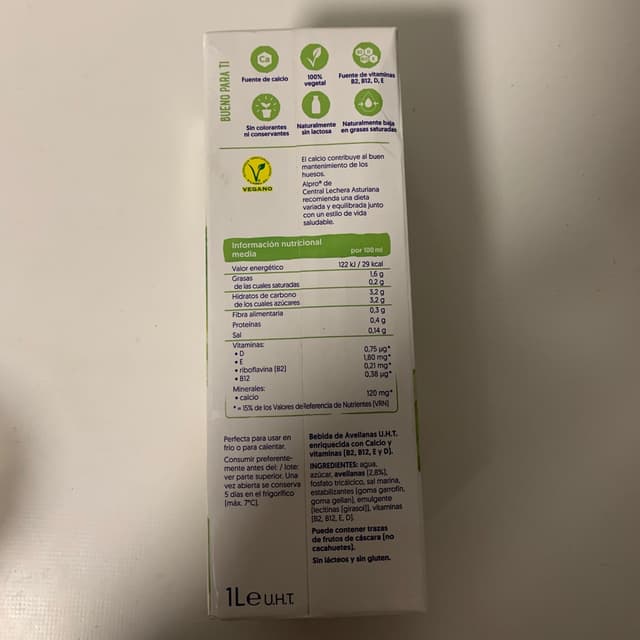 BUENO PARA TI
Ca
Fuente de calcio
100%
vegetal
Fuente de vitaminas
B2, B12, D, E
Sin colorantes
ni conservantes
Naturalmente
sin lactosa
Naturalmente baja
en grasas saturadas
V
VEGANO
El calcio contribuye al buen
mantenimiento de los
huesos.
Alpro® de
Central Lechera Asturiana
recomienda una dieta
variada y equilibrada junto
con un estilo de vida
saludable.
Información nutricional
media por 100 ml
Valor energético 122 kJ / 29 kcal
Grasas 1,6 g
de las cuales saturadas 0,2 g
Hidratos de carbono 3,2 g
de los cuales azúcares 3,2 g
Fibra alimentaria 0,3 g
Proteínas 0,4 g
Sal 0,14 g
Vitaminas:
• D 0,75 µg*
• E 1,80 mg*
• riboflavina (B2) 0,21 mg*
• B12 0,38 µg*
Minerales:
• calcio 120 mg*
* = 15% de los Valores de Referencia de Nutrientes (VRN)
Perfecta para usar en
frío o para calentar.
Consumir preferente-
mente antes del: / lote:
ver parte superior. Una
vez abierta se conserva
5 días en el frigorífico
(máx. 7°C).
Bebida de Avellanas U.H.T.
enriquecida con Calcio y
vitaminas (B2, B12, E y D).
INGREDIENTES: agua,
azúcar, avellanas (2,8%),
fosfato tricálcico, sal marina,
estabilizantes (goma garrofín,
goma gellan), emulgente
(lecitinas [girasol]), vitaminas
(B2, B12, E, D).
Puede contener trazas
de frutos de cáscara (no
cacahuetes).
Sin lácteos y sin gluten.
1L e U.H.T.